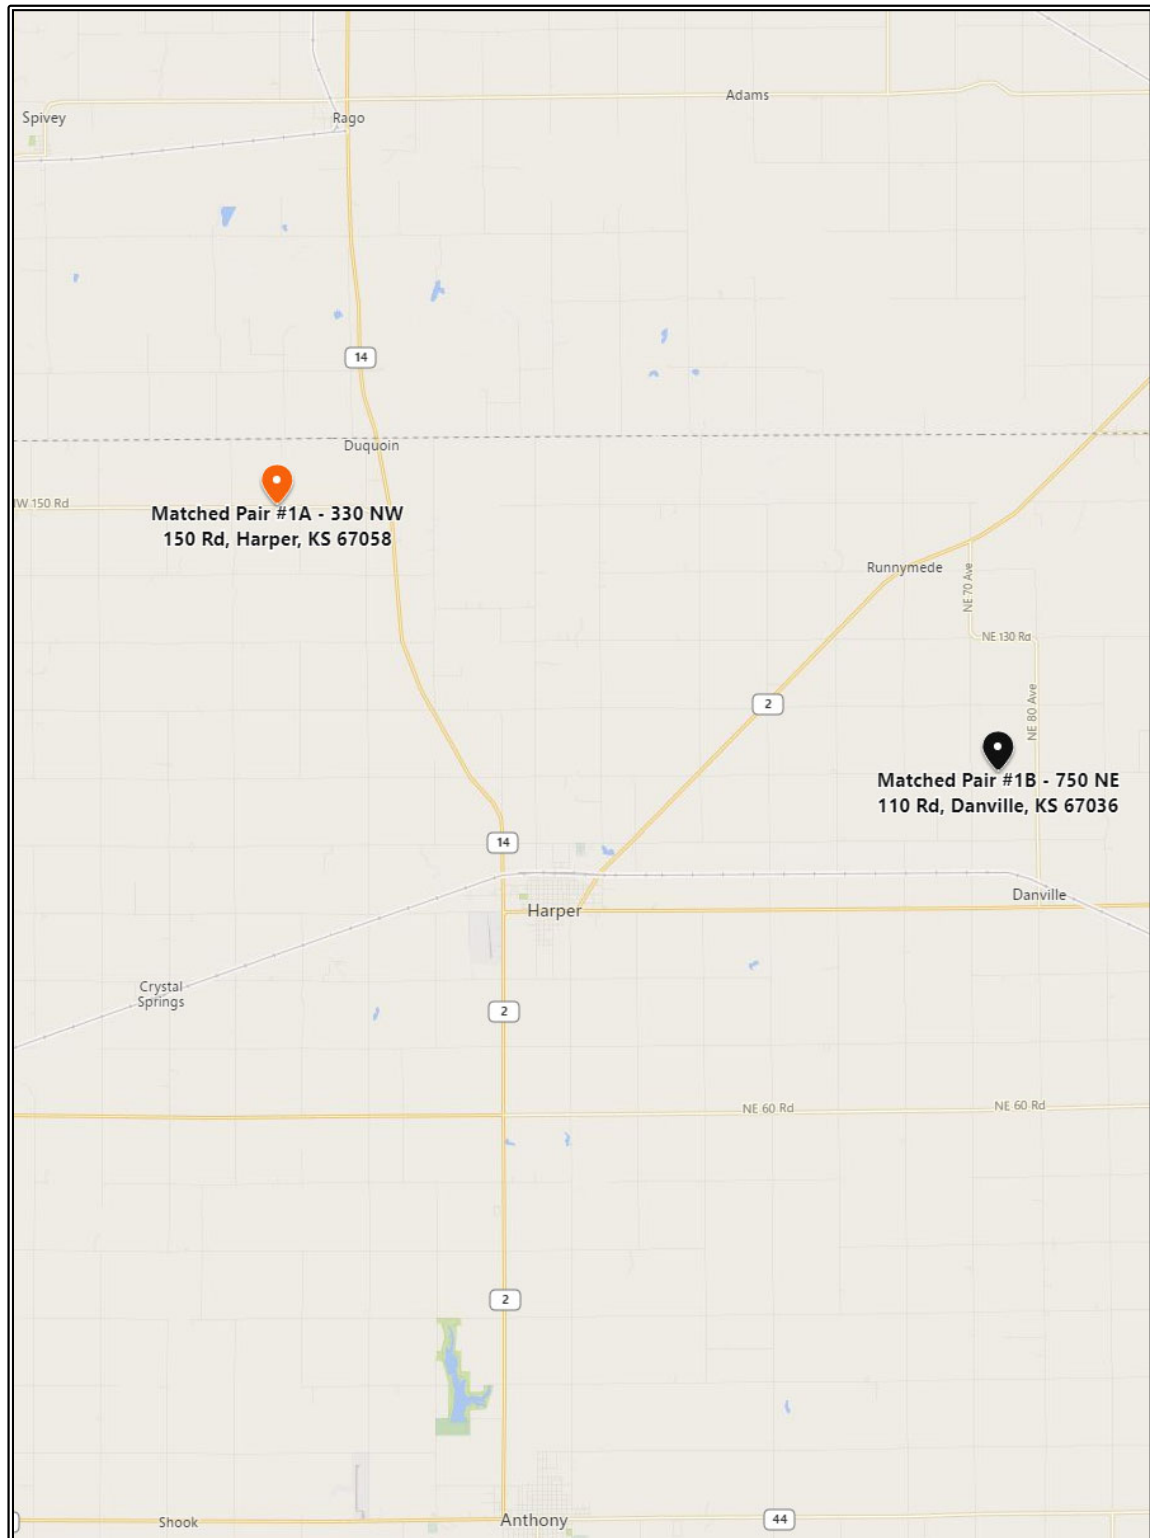 Adams
Spivey
Rago
14
Duquoin
NW 150 Rd
Matched Pair #1A - 330 NW
150 Rd, Harper, KS 67058
Runnymede
NE 70 Ave
NE 130 Rd
NE 80 Ave
2
Matched Pair #1B - 750 NE
110 Rd, Danville, KS 67036
14
Danville
Harper
Crystal
Springs
2
NE 60 Rd
NE 60 Rd
2
Shook
Anthony
44